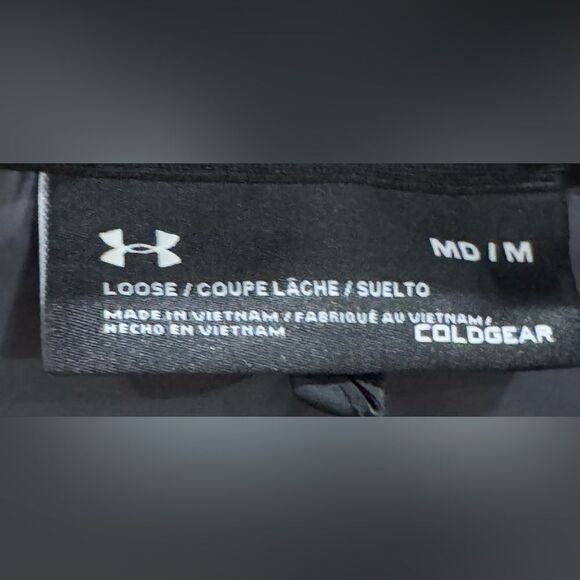 MD / M
LOOSE / COUPE LÂCHE / SUELTO
MADE IN VIETNAM / FABRIQUÉ AU VIETNAM /
HECHO EN VIETNAM
COLDGEAR